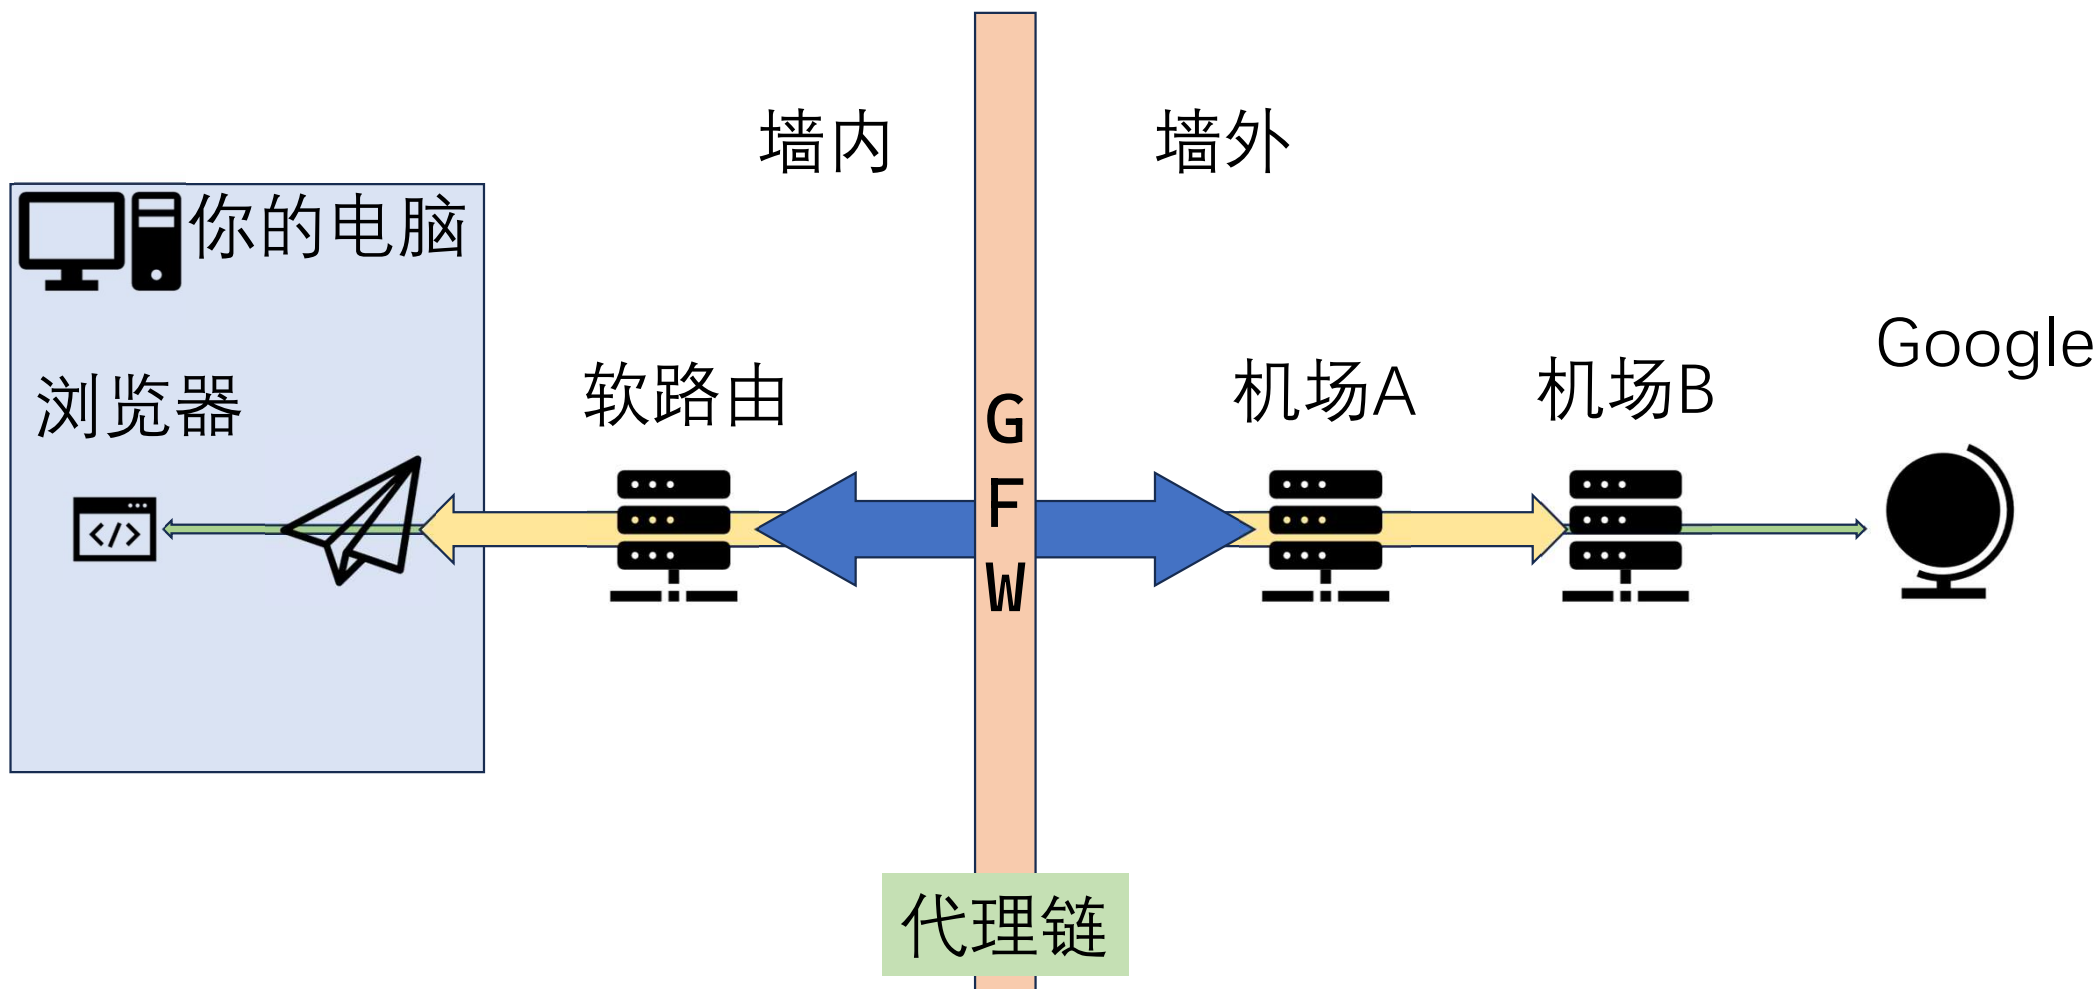 墙内
墙外
你的电脑
Google
浏览器
软路由
机场A
机场B
G
F
W
</>
代理链